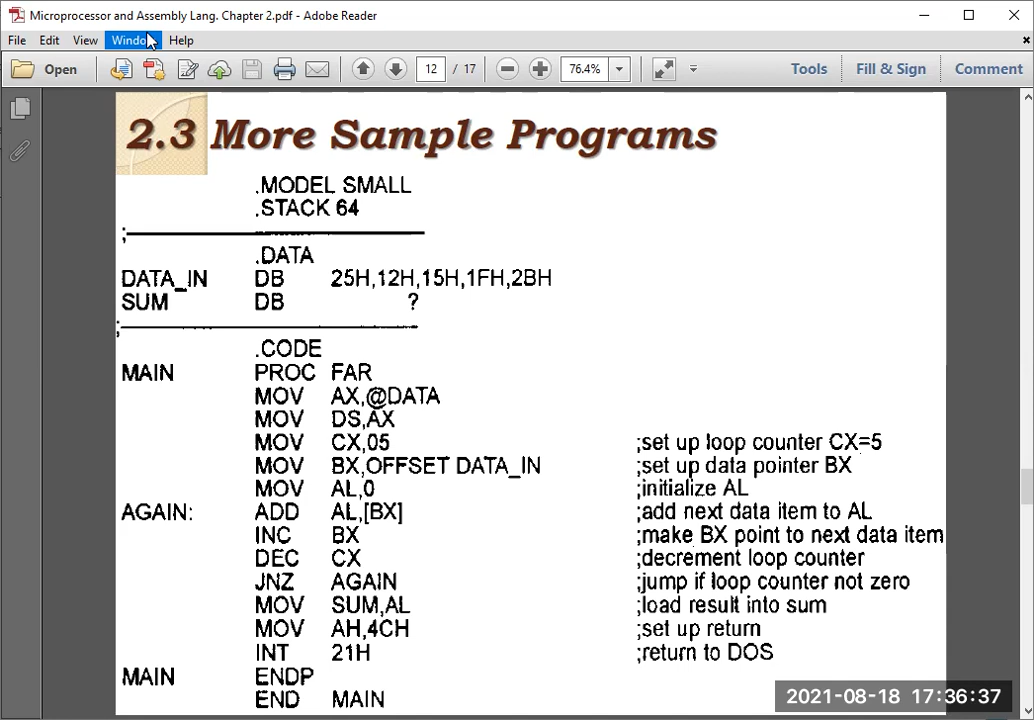 Microprocessor and Assembly Lang. Chapter 2.pdf - Adobe Reader
File Edit View Window Help
Open 12 / 17 76.4% Tools Fill & Sign Comment
2.3 More Sample Programs
.MODEL SMALL
.STACK 64
;
.DATA
DATA_IN DB 25H,12H,15H,1FH,2BH
SUM DB ?
;
.CODE
MAIN PROC FAR
MOV AX,@DATA
MOV DS,AX
MOV CX,05 ;set up loop counter CX=5
MOV BX,OFFSET DATA_IN ;set up data pointer BX
MOV AL,0 ;initialize AL
AGAIN: ADD AL,[BX] ;add next data item to AL
INC BX ;make BX point to next data item
DEC CX ;decrement loop counter
JNZ AGAIN ;jump if loop counter not zero
MOV SUM,AL ;load result into sum
MOV AH,4CH ;set up return
INT 21H ;return to DOS
MAIN ENDP
END MAIN
2021-08-18 17:36:37